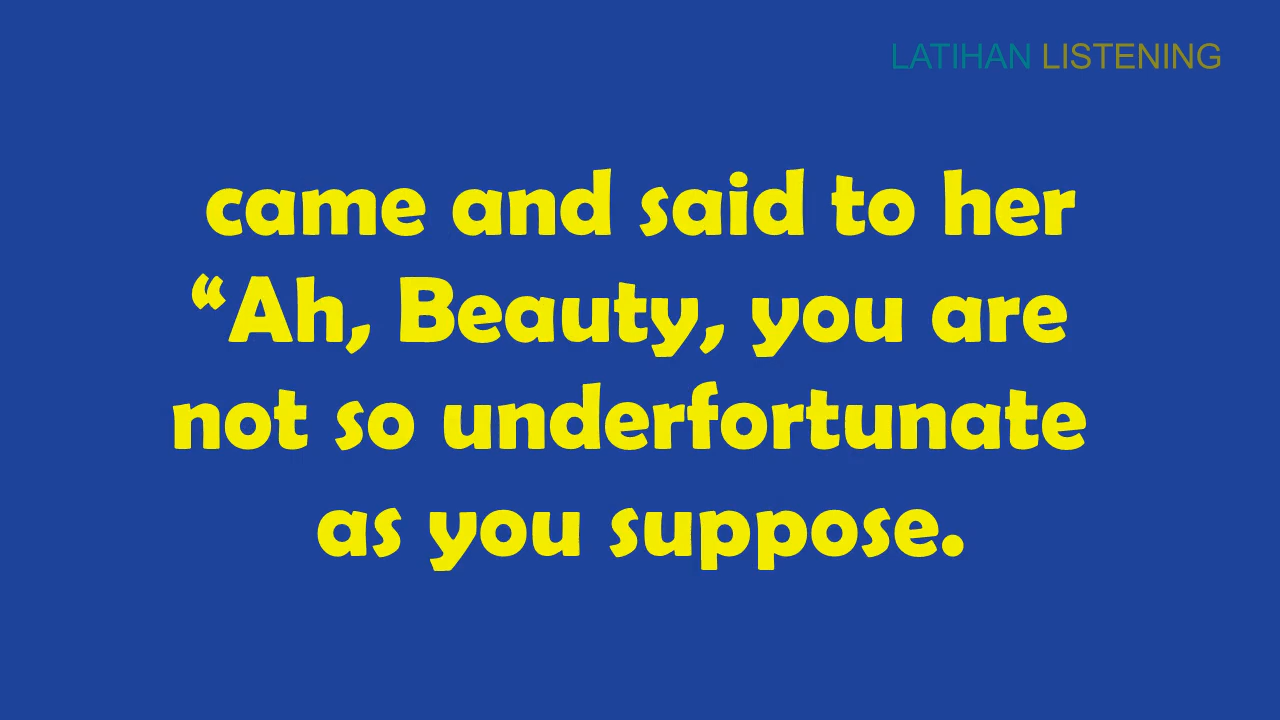 LATIHAN LISTENING
came and said to her
“Ah, Beauty, you are
not so underfortunate
as you suppose.